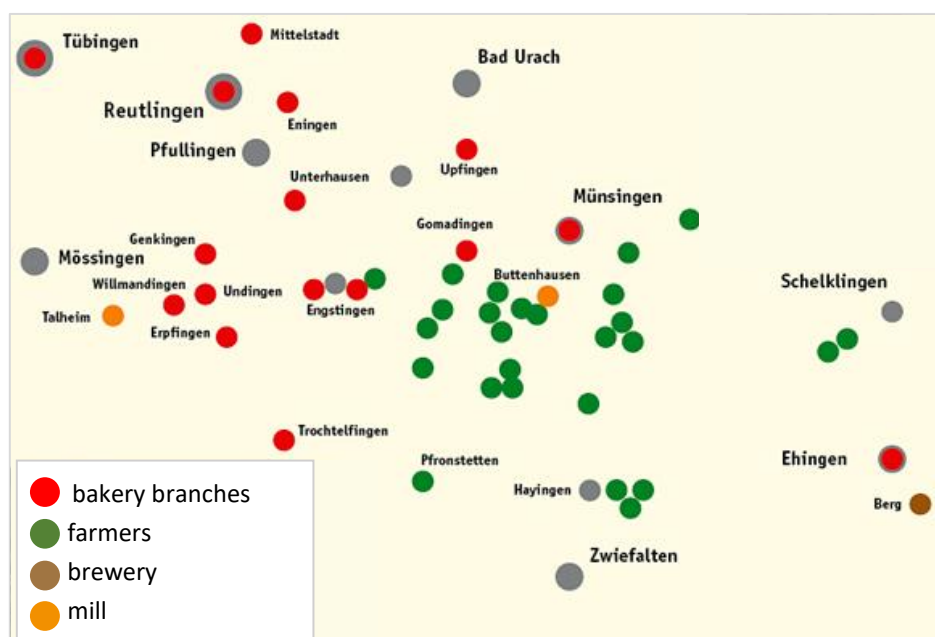 Tübingen
Mittelstadt
Bad Urach
Reutlingen
Eningen
Pfullingen
Unterhausen
Upfingen
Münsingen
Genkingen
Gomadingen
Mössingen
Willmandingen
Undingen
Buttenhausen
Schelklingen
Talheim
Engstingen
Erpfingen
Trochtelfingen
Pfronstetten
Ehingen
Hayingen
Berg
Zwiefalten
bakery branches
farmers
brewery
mill